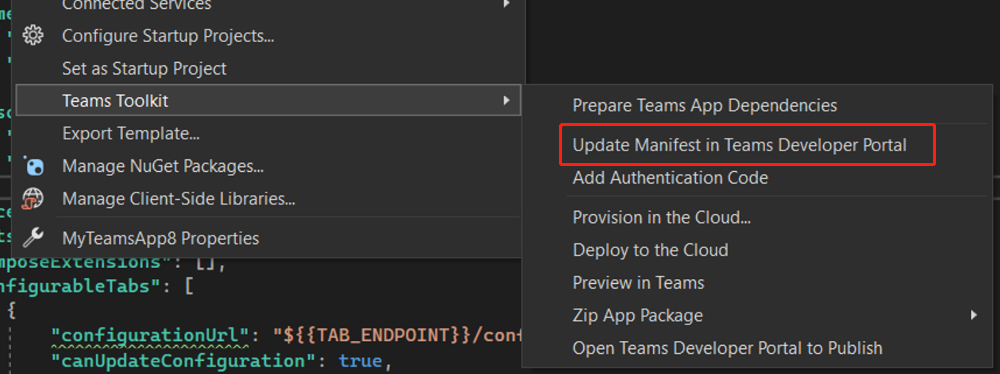 Connected Services
Configure Startup Projects...
Set as Startup Project
Teams Toolkit
Export Template...
Manage NuGet Packages...
Manage Client-Side Libraries...
MyTeamsApp8 Properties
Prepare Teams App Dependencies
Update Manifest in Teams Developer Portal
Add Authentication Code
Provision in the Cloud...
Deploy to the Cloud
Preview in Teams
Zip App Package
Open Teams Developer Portal to Publish
mposeExtensions": [],
nfigurableTabs": [
{
"configurationUrl": "${{TAB_ENDPOINT}}/conf
"canUpdateConfiguration": true,